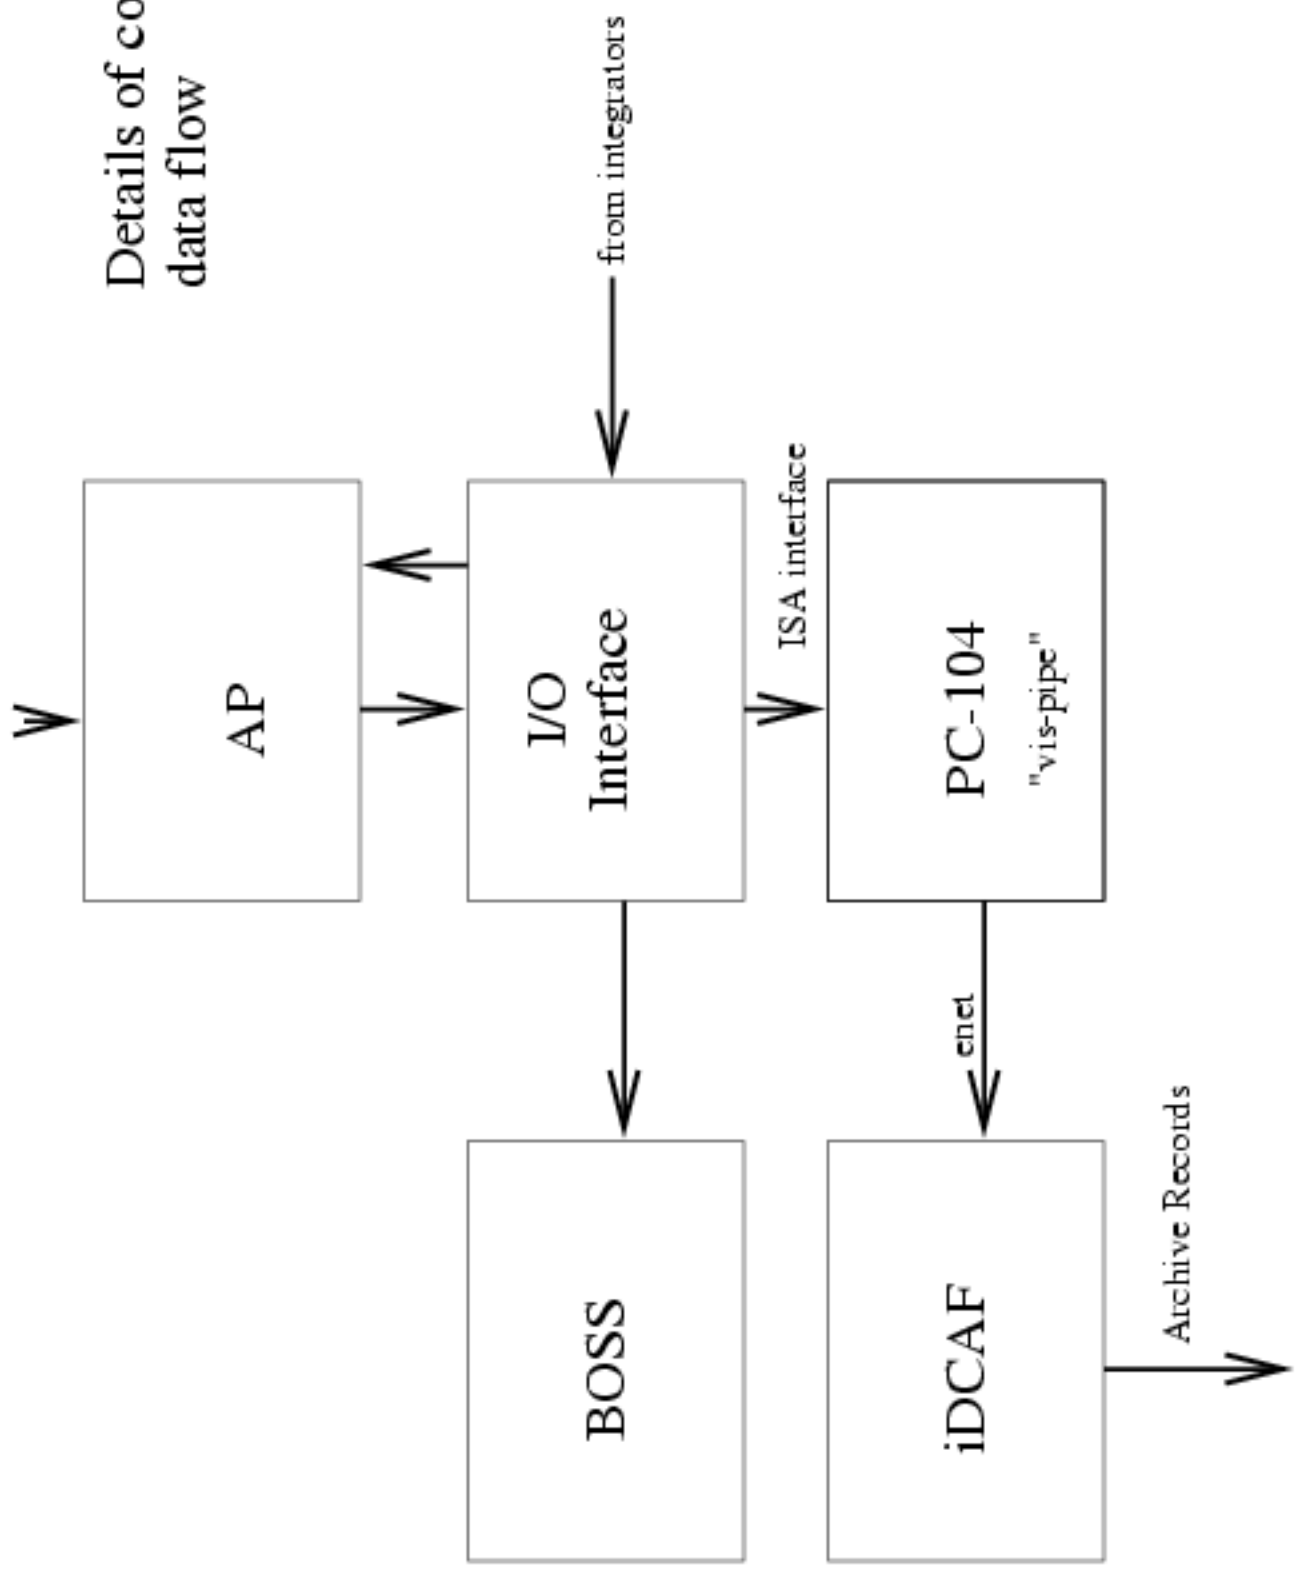 Details of co
data flow
from integrators
AP
I/O
Interface
ISA interface
PC-104
"vis-pipe"
enet
BOSS
iDCAF
Archive Records